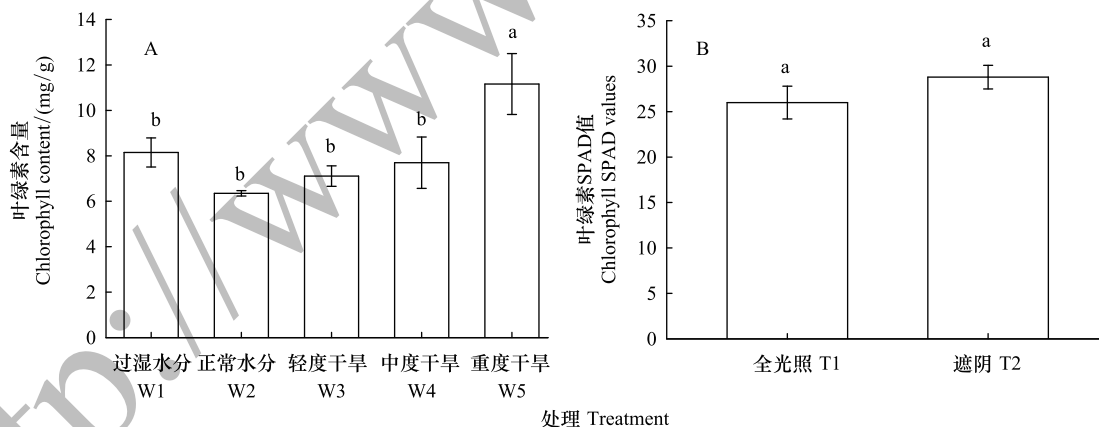 A
叶绿素含量
Chlorophyll content/(mg/g)
14
12
10
8
6
4
2
0
b
b
b
b
a
过湿水分 正常水分 轻度干旱 中度干旱 重度干旱
W1 W2 W3 W4 W5
B
叶绿素SPAD值
Chlorophyll SPAD values
35
30
25
20
15
10
5
0
a
a
全光照 T1 遮阴 T2
处理 Treatment
tp://www